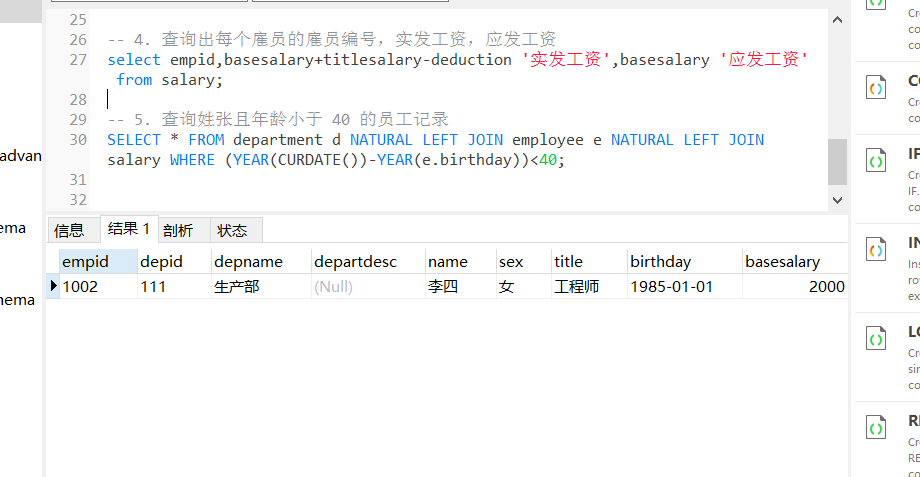 25
26 -- 4. 查询出每个雇员的雇员编号，实发工资，应发工资
27 select empid,basesalary+titlesalary-deduction '实发工资',basesalary '应发工资'
from salary;
28
29 -- 5. 查询姓张且年龄小于 40 的员工记录
30 SELECT * FROM department d NATURAL LEFT JOIN employee e NATURAL LEFT JOIN
salary WHERE (YEAR(CURDATE())-YEAR(e.birthday))<40;
31
32
信息 结果 1 剖析 状态
empid depid depname departdesc name sex title birthday basesalary
1002 111 生产部 (Null) 李四 女 工程师 1985-01-01 2000
advan
ema
hema
Cr
co
co
CO
Cr
co
IF
Cr
IF.
co
IN
Ins
ro
ex
LO
Cr
sin
co
RE
Cr
RE
co